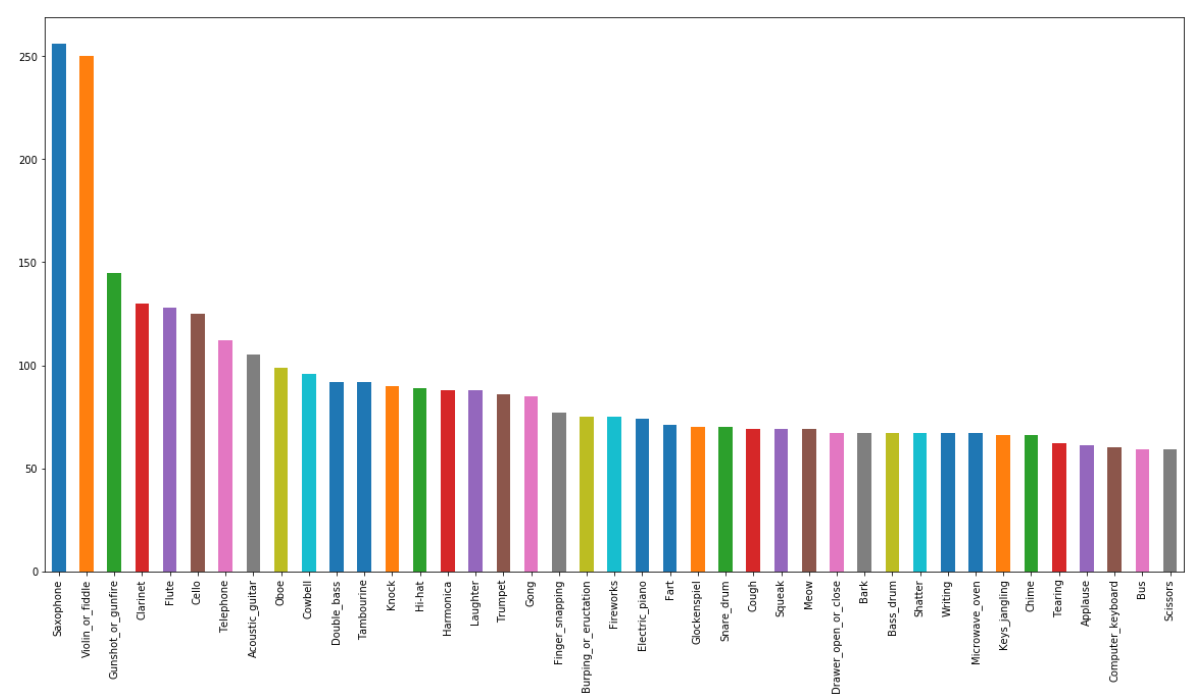 250
200
150
100
50
0
Saxophone
Violin_or_fiddle
Gunshot_or_gunfire
Clarinet
Flute
Cello
Telephone
Acoustic_guitar
Oboe
Cowbell
Double_bass
Tambourine
Knock
Hi-hat
Harmonica
Laughter
Trumpet
Gong
Finger_snapping
Burping_or_eructation
Fireworks
Electric_piano
Fart
Glockenspiel
Snare_drum
Cough
Squeak
Meow
Drawer_open_or_close
Bark
Bass_drum
Shatter
Writing
Microwave_oven
Keys_jangling
Chime
Tearing
Applause
Computer_keyboard
Bus
Scissors